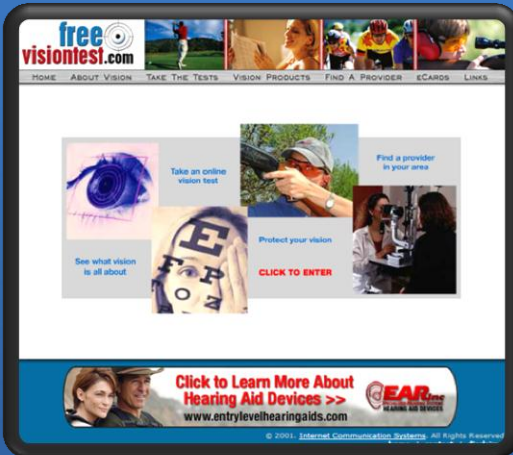 free
visiontest.com
HOME ABOUT VISION TAKE THE TESTS VISION PRODUCTS FIND A PROVIDER ECARDS LINKS
Take an online
vision test
Find a provider
in your area
See what vision
is all about
E
F P
T O Z
Protect your vision
CLICK TO ENTER
Click to Learn More About
Hearing Aid Devices >>
www.entrylevelhearingaids.com
EAR Inc
HEARING AID DEVICES
© 2001. Internet Communication Systems. All Rights Reserved